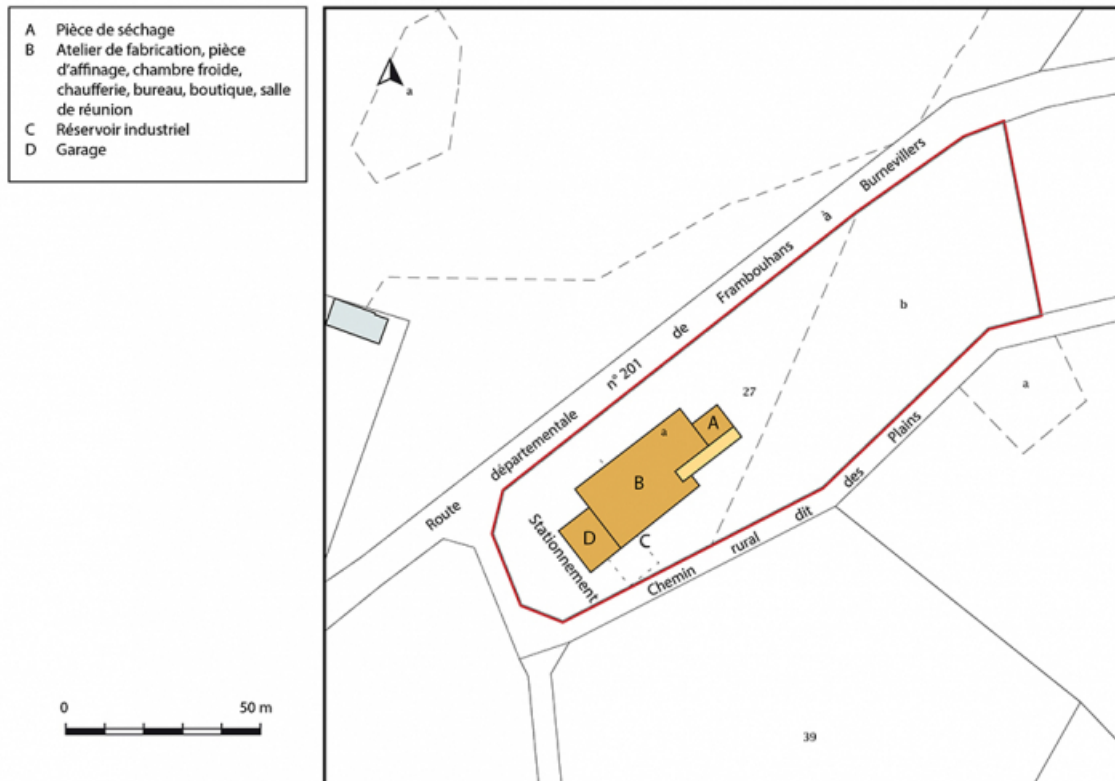 A Pièce de séchage
B Atelier de fabrication, pièce
d'affinage, chambre froide,
chaufferie, bureau, boutique, salle
de réunion
C Réservoir industriel
D Garage
a
Route départementale n° 201 de Frambouhans à Burnevillers
b
27
a
a
A
B
C
D
Stationnement
Chemin rural dit des Plains
39
0 50 m